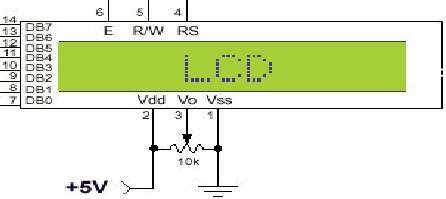 6 5 4
14 DB7 E R/W RS
13 DB6
12 DB5
11 DB4
10 DB3
9 DB2
8 DB1
7 DB0
LCD
Vdd Vo Vss
2 3 1
10k
+5V